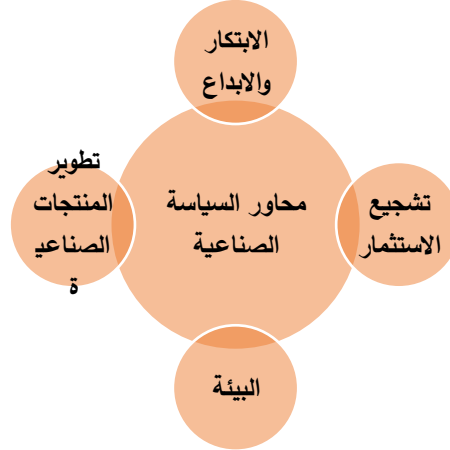 الابتكار
والابداع
تشجيع
الاستثمار
محاور السياسة
الصناعية
تطوير
المنتجات
الصناعي
ة
البيئة